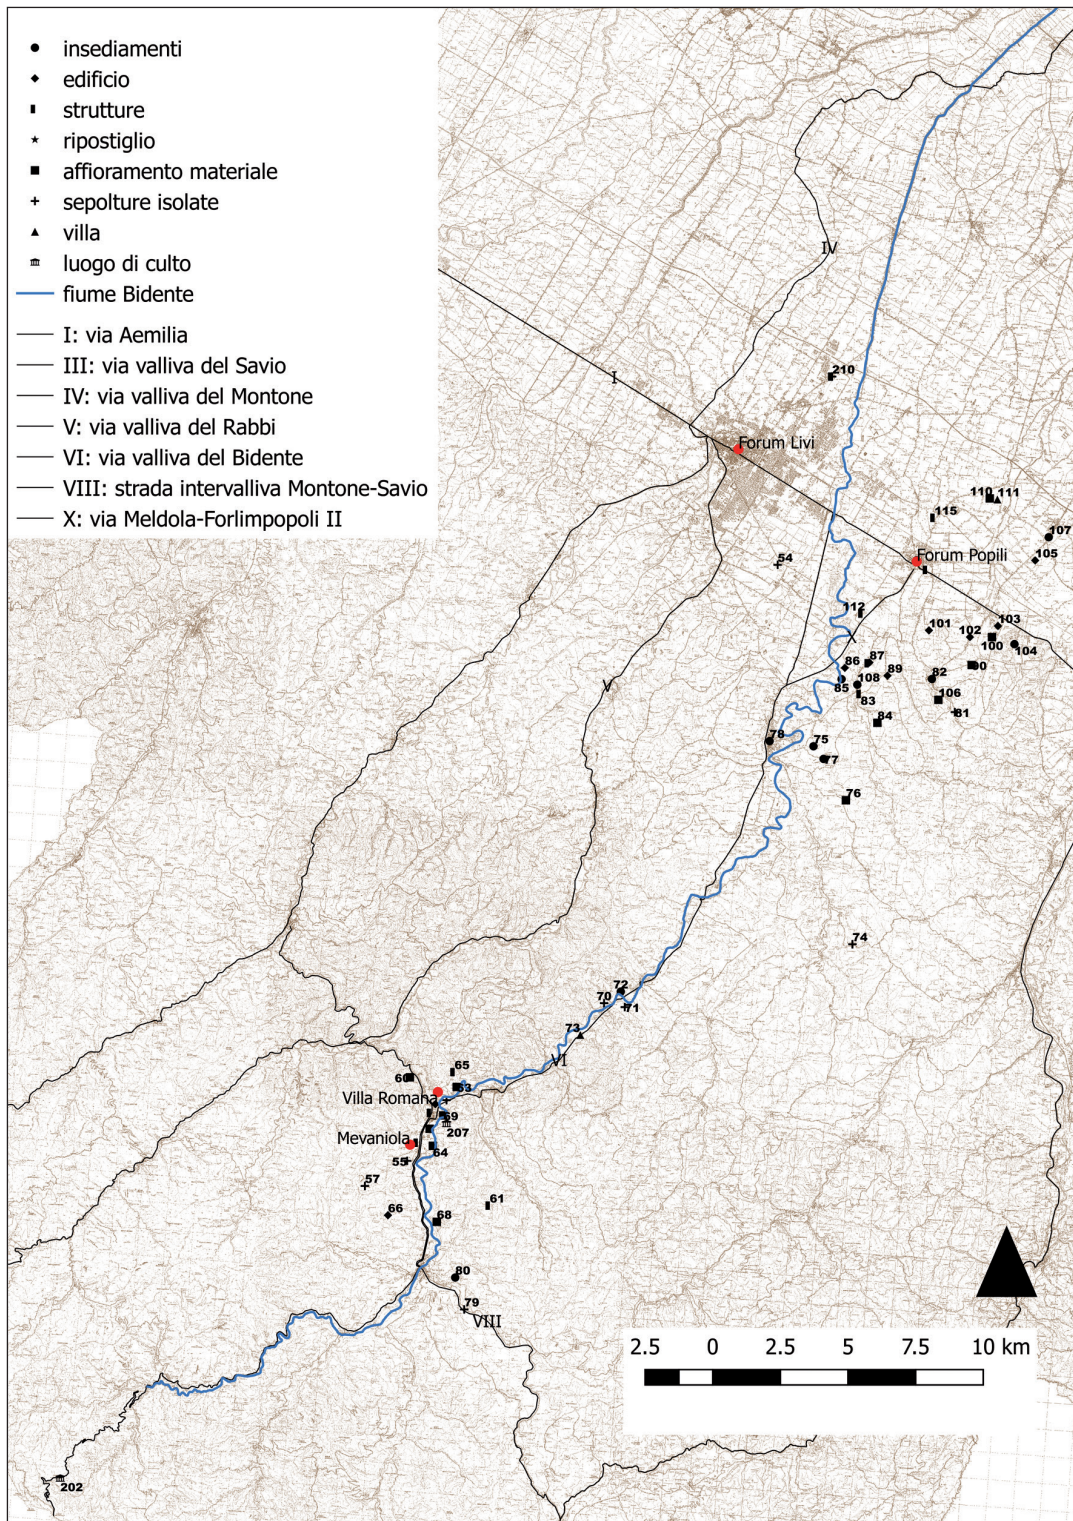 insediamenti
edificio
strutture
ripostiglio
affioramento materiale
sepolture isolate
villa
luogo di culto
fiume Bidente
I: via Aemilia
III: via valliva del Savio
IV: via valliva del Montone
V: via valliva del Rabbi
VI: via valliva del Bidente
VIII: strada intervalliva Montone-Savio
X: via Meldola-Forlimpopoli II
IV
I
210
Forum Livi
110 111
115
107
54
Forum Popili
105
112
X
101
103
102
100
104
86 87
89
82
85
108
83
106
81
84
V
78
75
77
76
74
72
70
71
73
VI
65
60
63
Villa Romana
69
207
Mevaniola
64
55
57
66
61
68
80
79
VIII
2.5 0 2.5 5 7.5 10 km
202